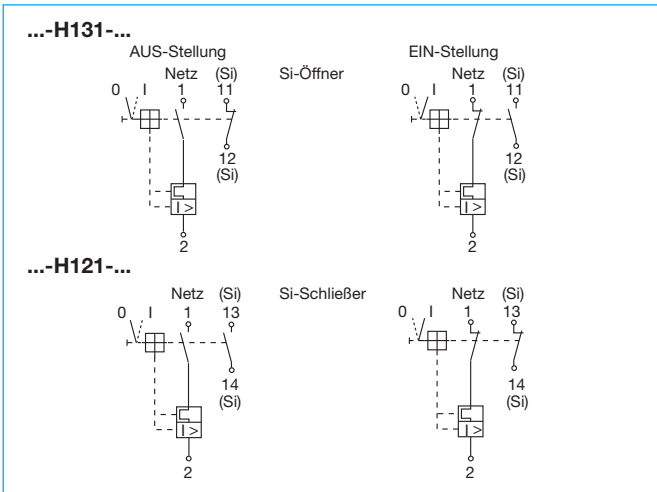 ...-H131-...
AUS-Stellung EIN-Stellung
Netz (Si) Si-Öffner Netz (Si)
0 I 1 11 0 I 1 11
12 12
(Si) (Si)
I > I >
2 2
...-H121-...
Netz (Si) Si-Schließer Netz (Si)
0 I 1 13 0 I 1 13
14 14
(Si) (Si)
I > I >
2 2